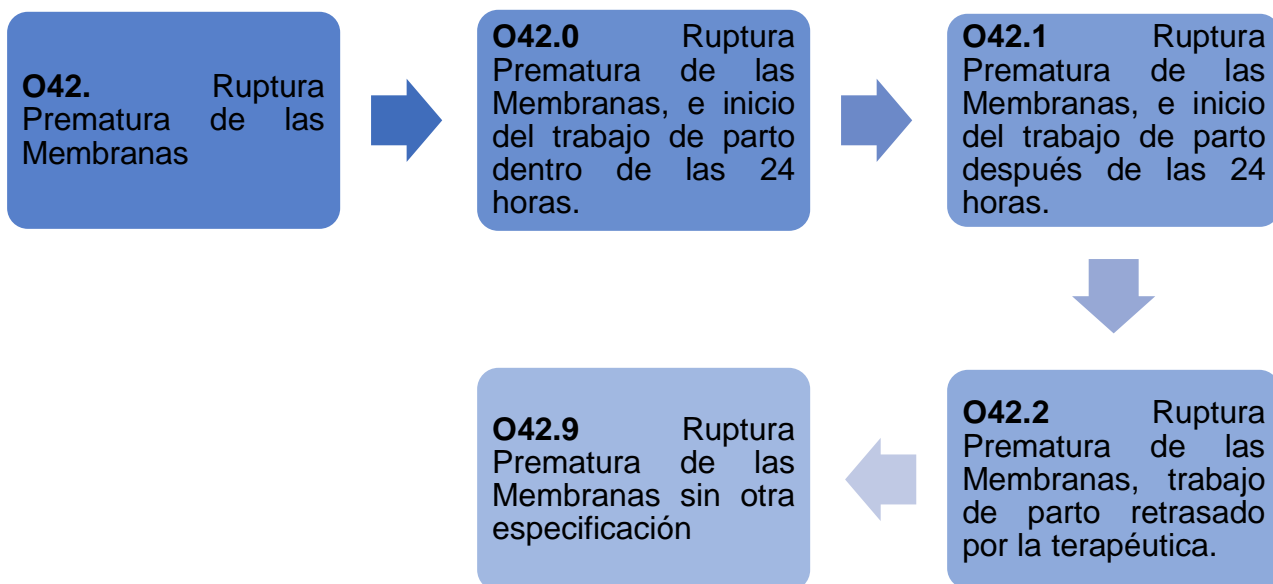 O42. Ruptura
Prematura de las
Membranas
O42.0 Ruptura
Prematura de las
Membranas, e inicio
del trabajo de parto
dentro de las 24
horas.
O42.1 Ruptura
Prematura de las
Membranas, e inicio
del trabajo de parto
después de las 24
horas.
O42.2 Ruptura
Prematura de las
Membranas, trabajo
de parto retrasado
por la terapéutica.
O42.9 Ruptura
Prematura de las
Membranas sin otra
especificación